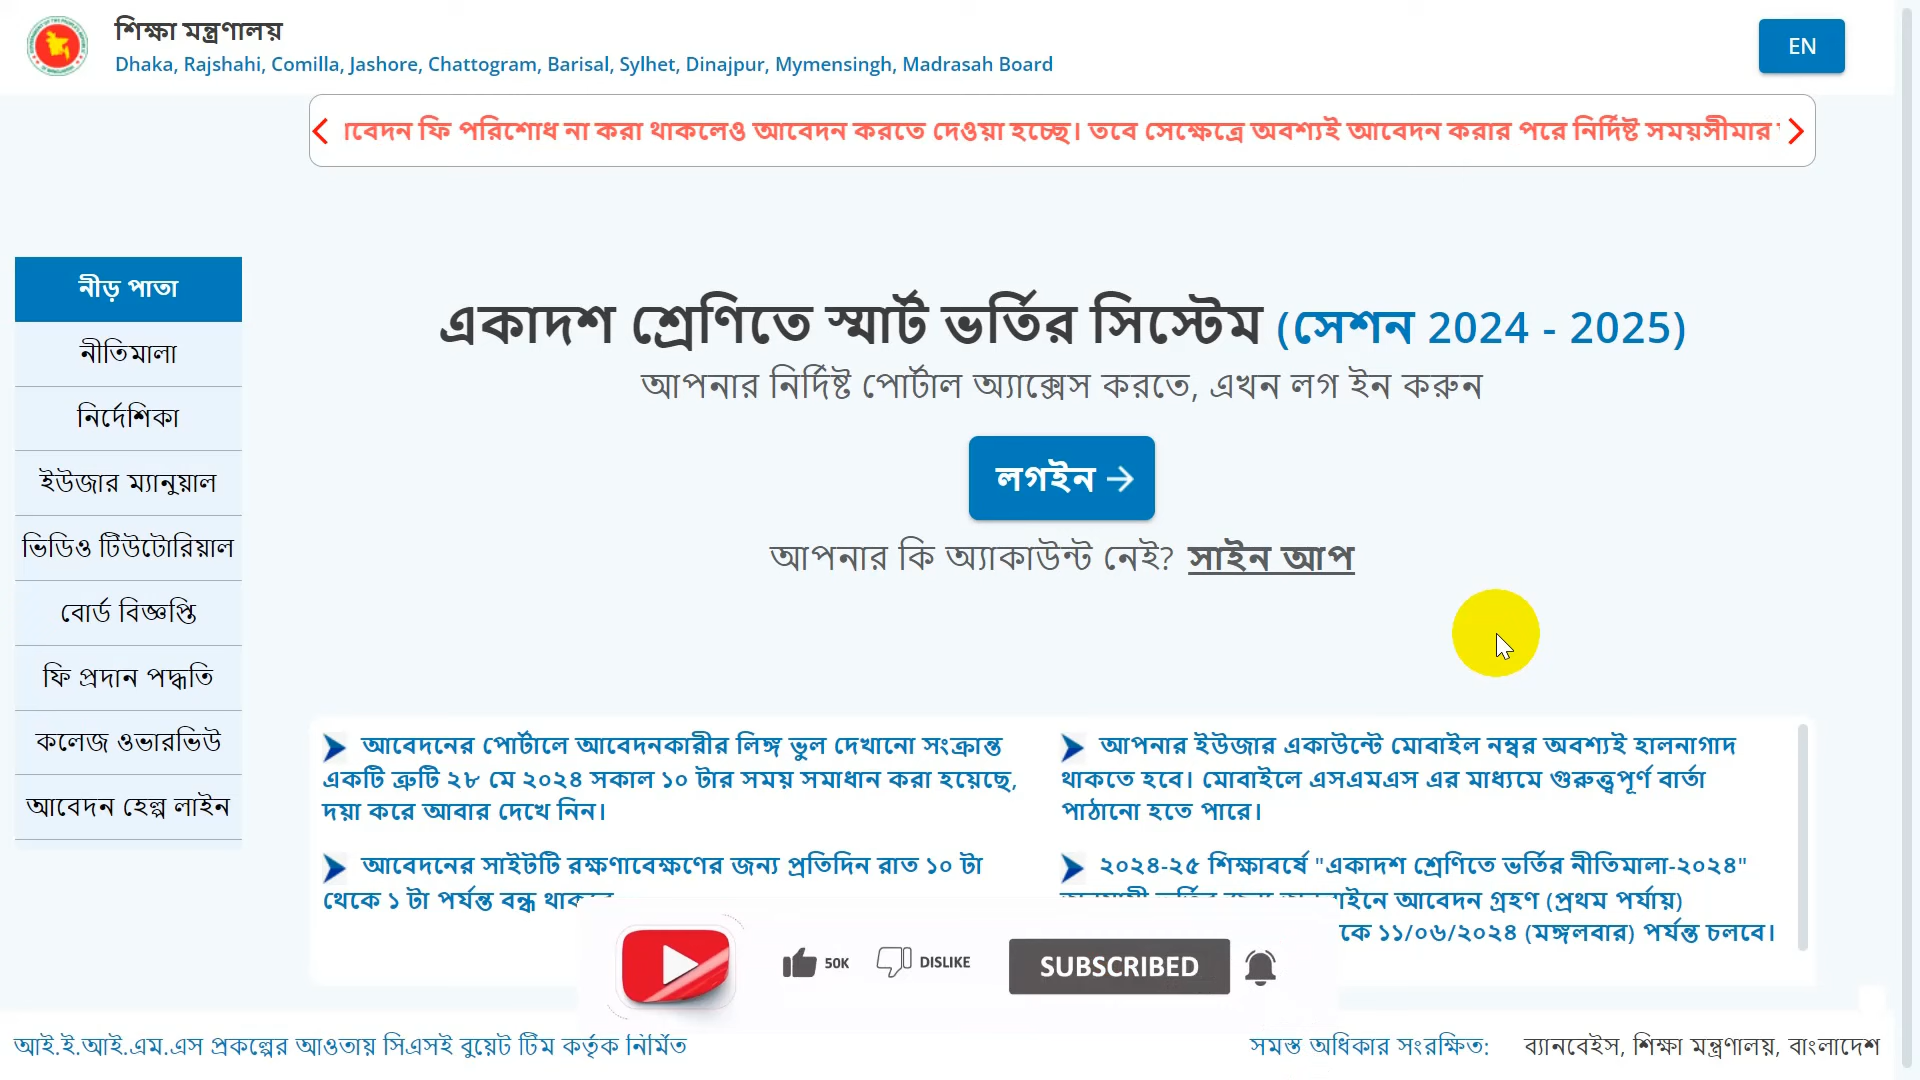 শিক্ষা মন্ত্রণালয়
Dhaka, Rajshahi, Comilla, Jashore, Chattogram, Barisal, Sylhet, Dinajpur, Mymensingh, Madrasah Board
EN
ফি পরিশোধ না করা থাকলেও আবেদন করতে দেওয়া হচ্ছে। তবে সেক্ষেত্রে অবশ্যই আবেদন করার পরে নির্দিষ্ট সময়সীমার
নীড় পাতা
নীতিমালা
নির্দেশিকা
ইউজার ম্যানুয়াল
ভিডিও টিউটোরিয়াল
বোর্ড বিজ্ঞপ্তি
ফি প্রদান পদ্ধতি
কলেজ ওভারভিউ
আবেদন হেল্প লাইন
একাদশ শ্রেণিতে স্মার্ট ভর্তির সিস্টেম (সেশন 2024 - 2025)
আপনার নির্দিষ্ট পোর্টাল অ্যাক্সেস করতে, এখন লগ ইন করুন
লগইন
আপনার কি অ্যাকাউন্ট নেই? সাইন আপ
আবেদনের পোর্টালে আবেদনকারীর লিঙ্গ ভুল দেখানো সংক্রান্ত
একটি ত্রুটি ২৮ মে ২০২৪ সকাল ১০ টার সময় সমাধান করা হয়েছে,
দয়া করে আবার দেখে নিন।
আবেদনের সাইটটি রক্ষণাবেক্ষণের জন্য প্রতিদিন রাত ১০ টা
থেকে ১ টা পর্যন্ত বন্ধ
আপনার ইউজার একাউন্টে মোবাইল নম্বর অবশ্যই হালনাগাদ
থাকতে হবে। মোবাইলে এসএমএস এর মাধ্যমে গুরুত্বপূর্ণ বার্তা
পাঠানো হতে পারে।
২০২৪-২৫ শিক্ষাবর্ষে "একাদশ শ্রেণিতে ভর্তির নীতিমালা-২০২৪"
আবেদন গ্রহণ (প্রথম পর্যায়)
১১/০৬/২০২৪ (মঙ্গলবার) পর্যন্ত চলবে।
50K DISLIKE SUBSCRIBED
আই.ই.আই.এম.এস প্রকল্পের আওতায় সিএসই বুয়েট টিম কর্তৃক নির্মিত
সমস্ত অধিকার সংরক্ষিত: ব্যানবেইস, শিক্ষা মন্ত্রণালয়, বাংলাদেশ